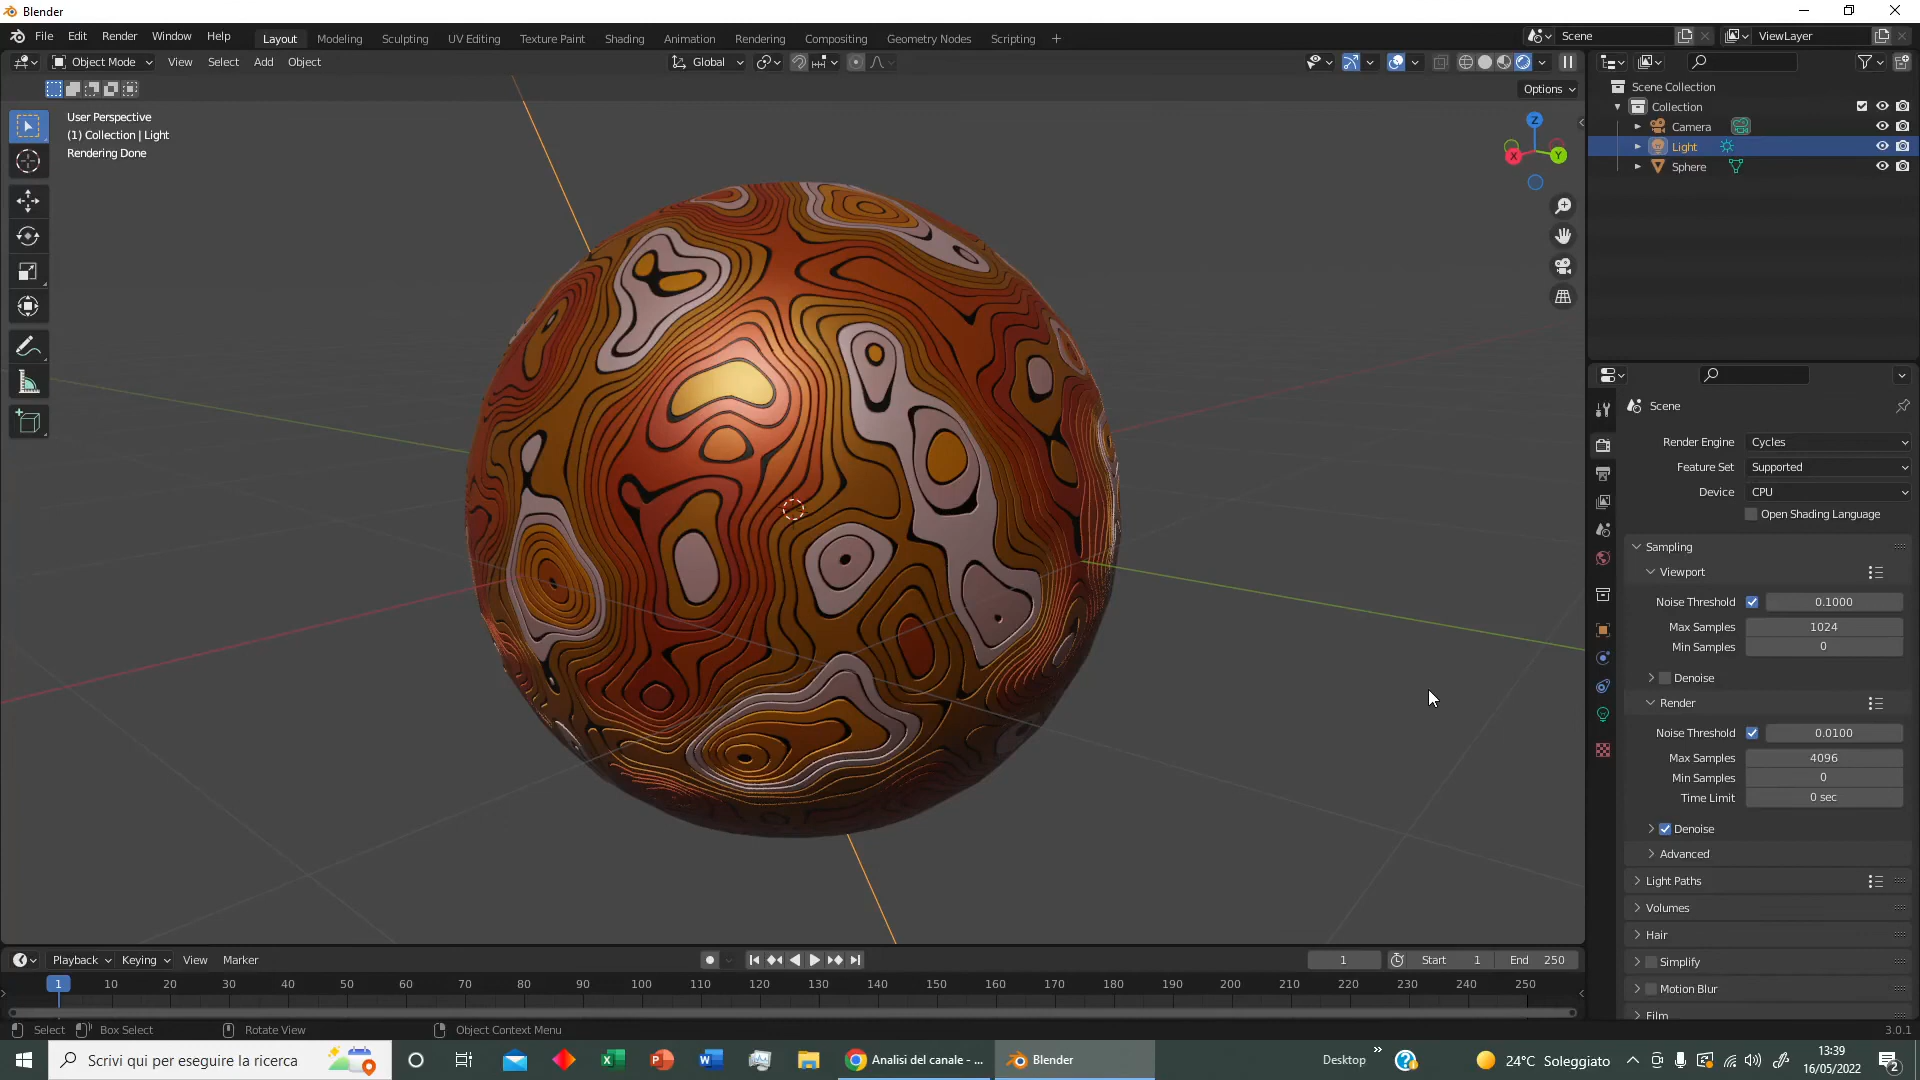 Blender
File Edit Render Window Help Layout Modeling Sculpting UV Editing Texture Paint Shading Animation Rendering Compositing Geometry Nodes Scripting + Scene ViewLayer
Object Mode View Select Add Object Global
Options
User Perspective
(1) Collection | Light
Rendering Done
Z
X
Y
Scene Collection
Collection
Camera
Light
Sphere
Scene
Render Engine Cycles
Feature Set Supported
Device CPU
Open Shading Language
Sampling
Viewport
Noise Threshold 0.1000
Max Samples 1024
Min Samples 0
Denoise
Render
Noise Threshold 0.0100
Max Samples 4096
Min Samples 0
Time Limit 0 sec
Denoise
Advanced
Light Paths
Volumes
Hair
Simplify
Motion Blur
Film
Playback Keying View Marker 1 Start 1 End 250
1 10 20 30 40 50 60 70 80 90 100 110 120 130 140 150 160 170 180 190 200 210 220 230 240 250
Select Box Select Rotate View Object Context Menu 3.0.1
Scrivi qui per eseguire la ricerca Analisi del canale - ... Blender Desktop » 24°C Soleggiato 13:39
16/05/2022 2